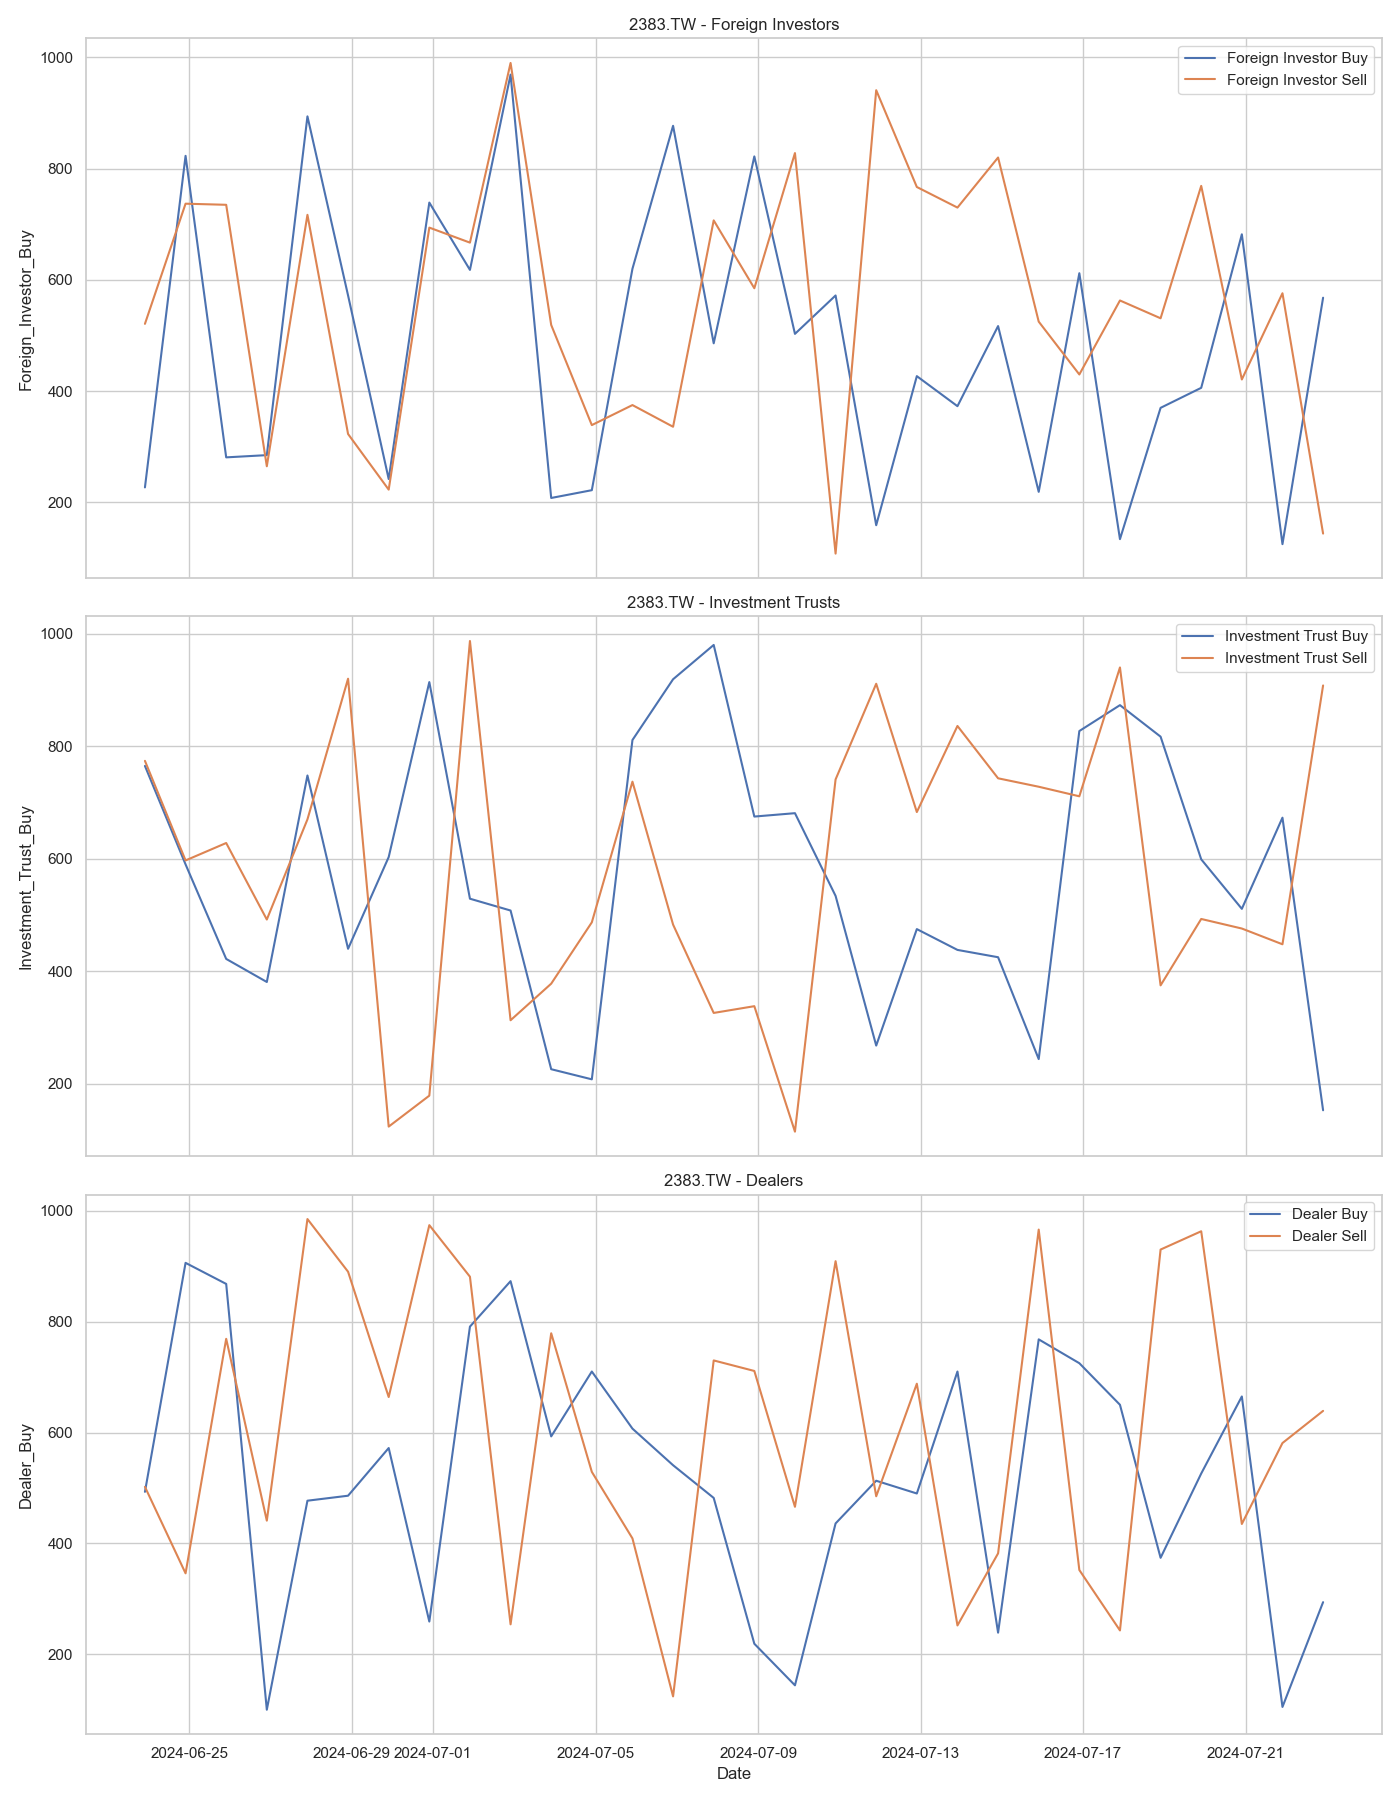 2383.TW - Foreign Investors
Foreign_Investor_Buy
1000
800
600
400
200
Foreign Investor Buy
Foreign Investor Sell
2383.TW - Investment Trusts
Investment_Trust_Buy
1000
800
600
400
200
Investment Trust Buy
Investment Trust Sell
2383.TW - Dealers
Dealer_Buy
1000
800
600
400
200
Dealer Buy
Dealer Sell
2024-06-25 2024-06-29 2024-07-01 2024-07-05 2024-07-09 2024-07-13 2024-07-17 2024-07-21
Date